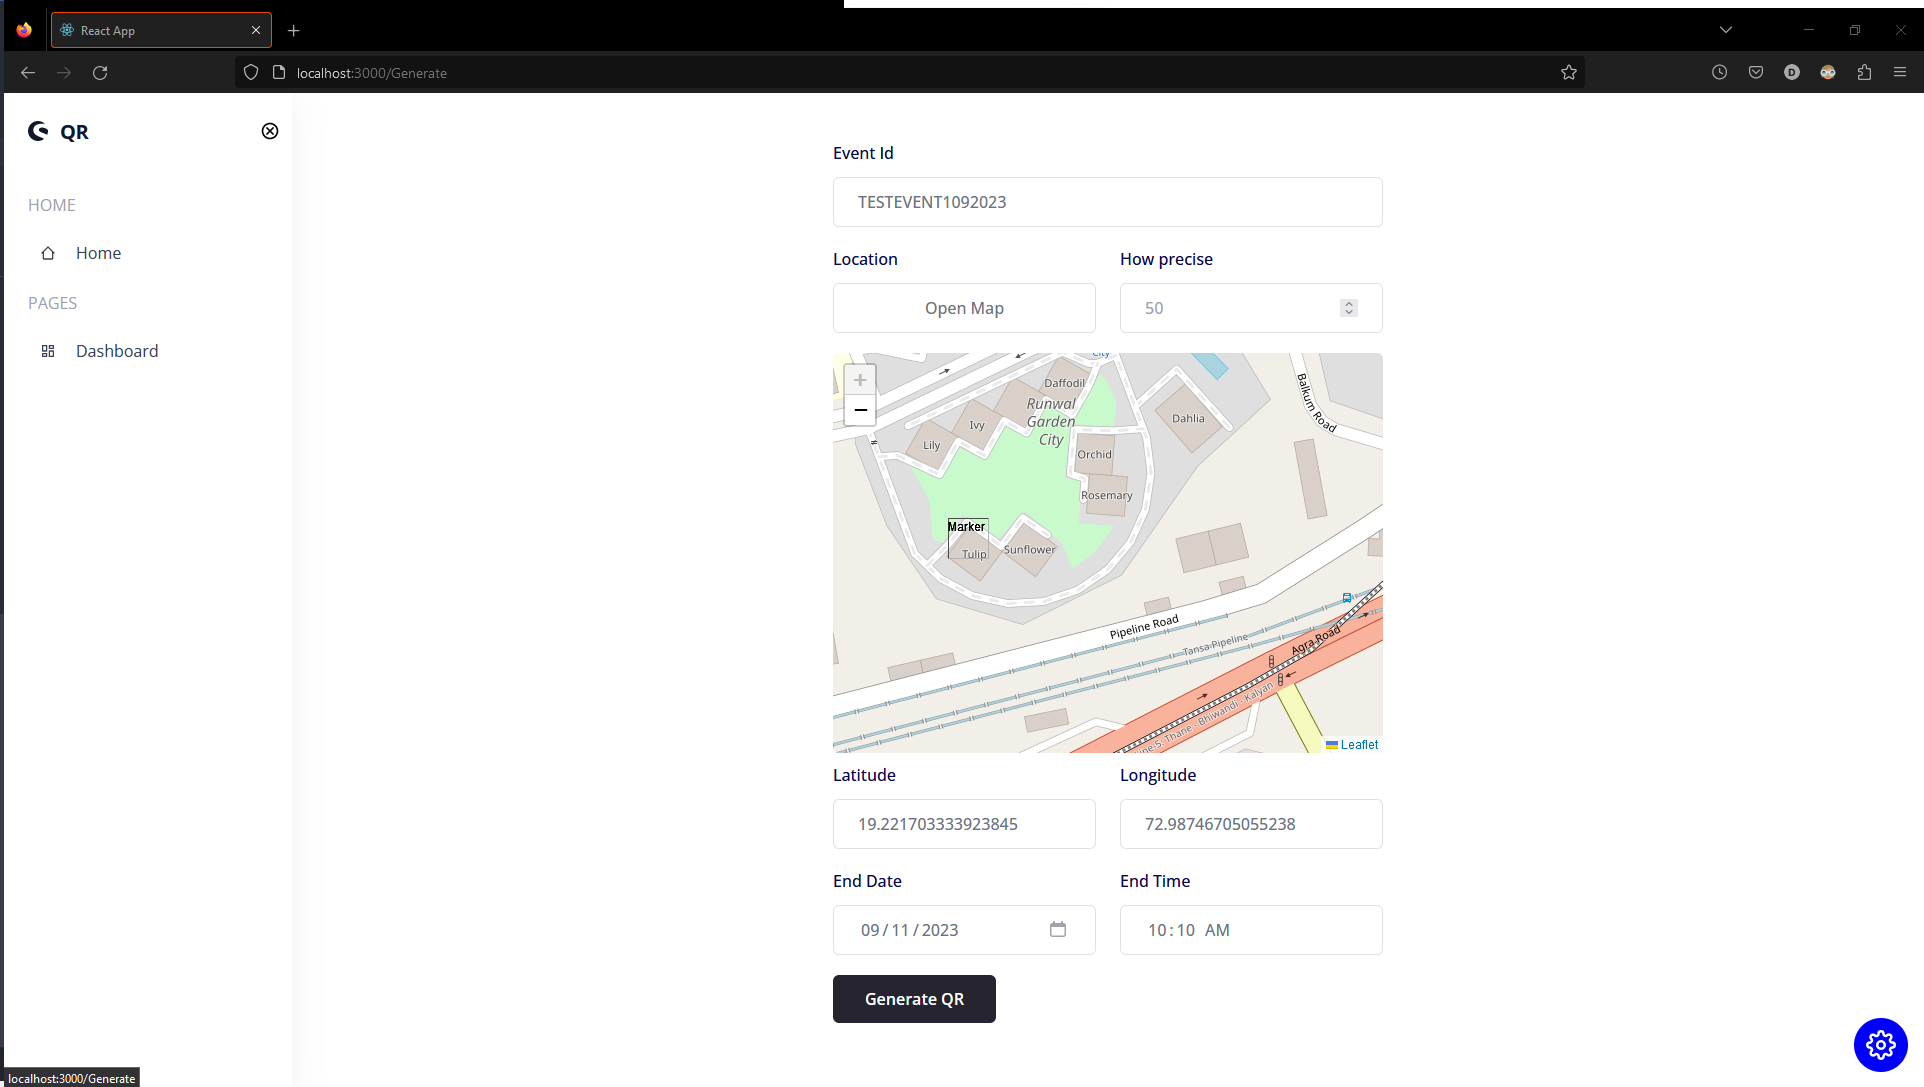 React App
localhost:3000/Generate
QR
HOME
Home
PAGES
Dashboard
Event Id
TESTEVENT1092023
Location
How precise
Open Map
50
City
Daffodil
Runwal
Garden
City
Ivy
Lily
Dahlia
Balkum Road
Orchid
Rosemary
Marker
Tulip
Sunflower
Pipeline Road
Tansa Pipeline
Agra Road
S. Thane - Bhiwandi - Kalyan
+
−
Leaflet
Latitude
Longitude
19.221703333923845
72.98746705055238
End Date
End Time
09/11/2023
10:10 AM
Generate QR
D
localhost:3000/Generate